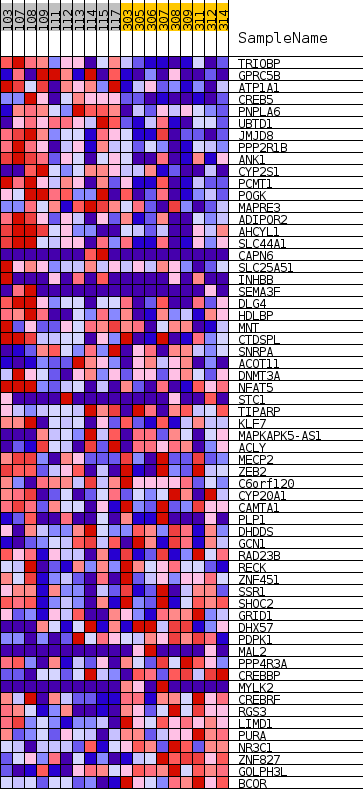 103 107 108 109 111 112 113 114 115 117 303 305 306 307 308 309 311 312 314
SampleName
TRIOBP
GPRC5B
ATP1A1
CREB5
PNPLA6
UBTD1
JMJD8
PPP2R1B
ANK1
CYP2S1
PCMT1
POGK
MAPRE3
ADIPOR2
AHCYL1
SLC44A1
CAPN6
SLC25A51
INHBB
SEMA3F
DLG4
HDLBP
MNT
CTDSPL
SNRPA
ACOT11
DNMT3A
NFAT5
STC1
TIPARP
KLF7
MAPKAPK5-AS1
ACLY
MECP2
ZEB2
C6orf120
CYP20A1
CAMTA1
PLP1
DHDDS
GCN1
RAD23B
RECK
ZNF451
SSR1
SHOC2
GRID1
DHX57
PDPK1
MAL2
PPP4R3A
CREBBP
MYLK2
CREBRF
RGS3
LIMD1
PURA
NR3C1
ZNF827
GOLPH3L
BCOR